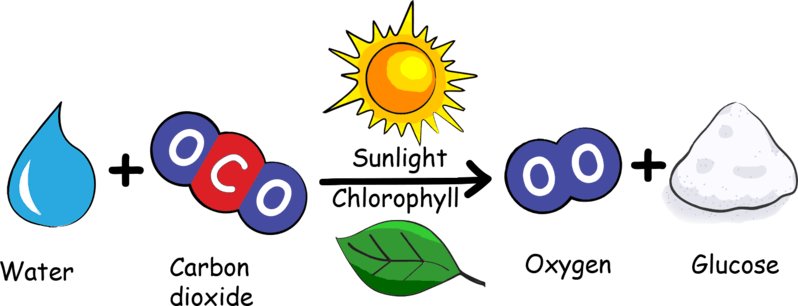 O C O
Sunlight
Chlorophyll
O O
Water
Carbon
dioxide
Oxygen
Glucose
+
+